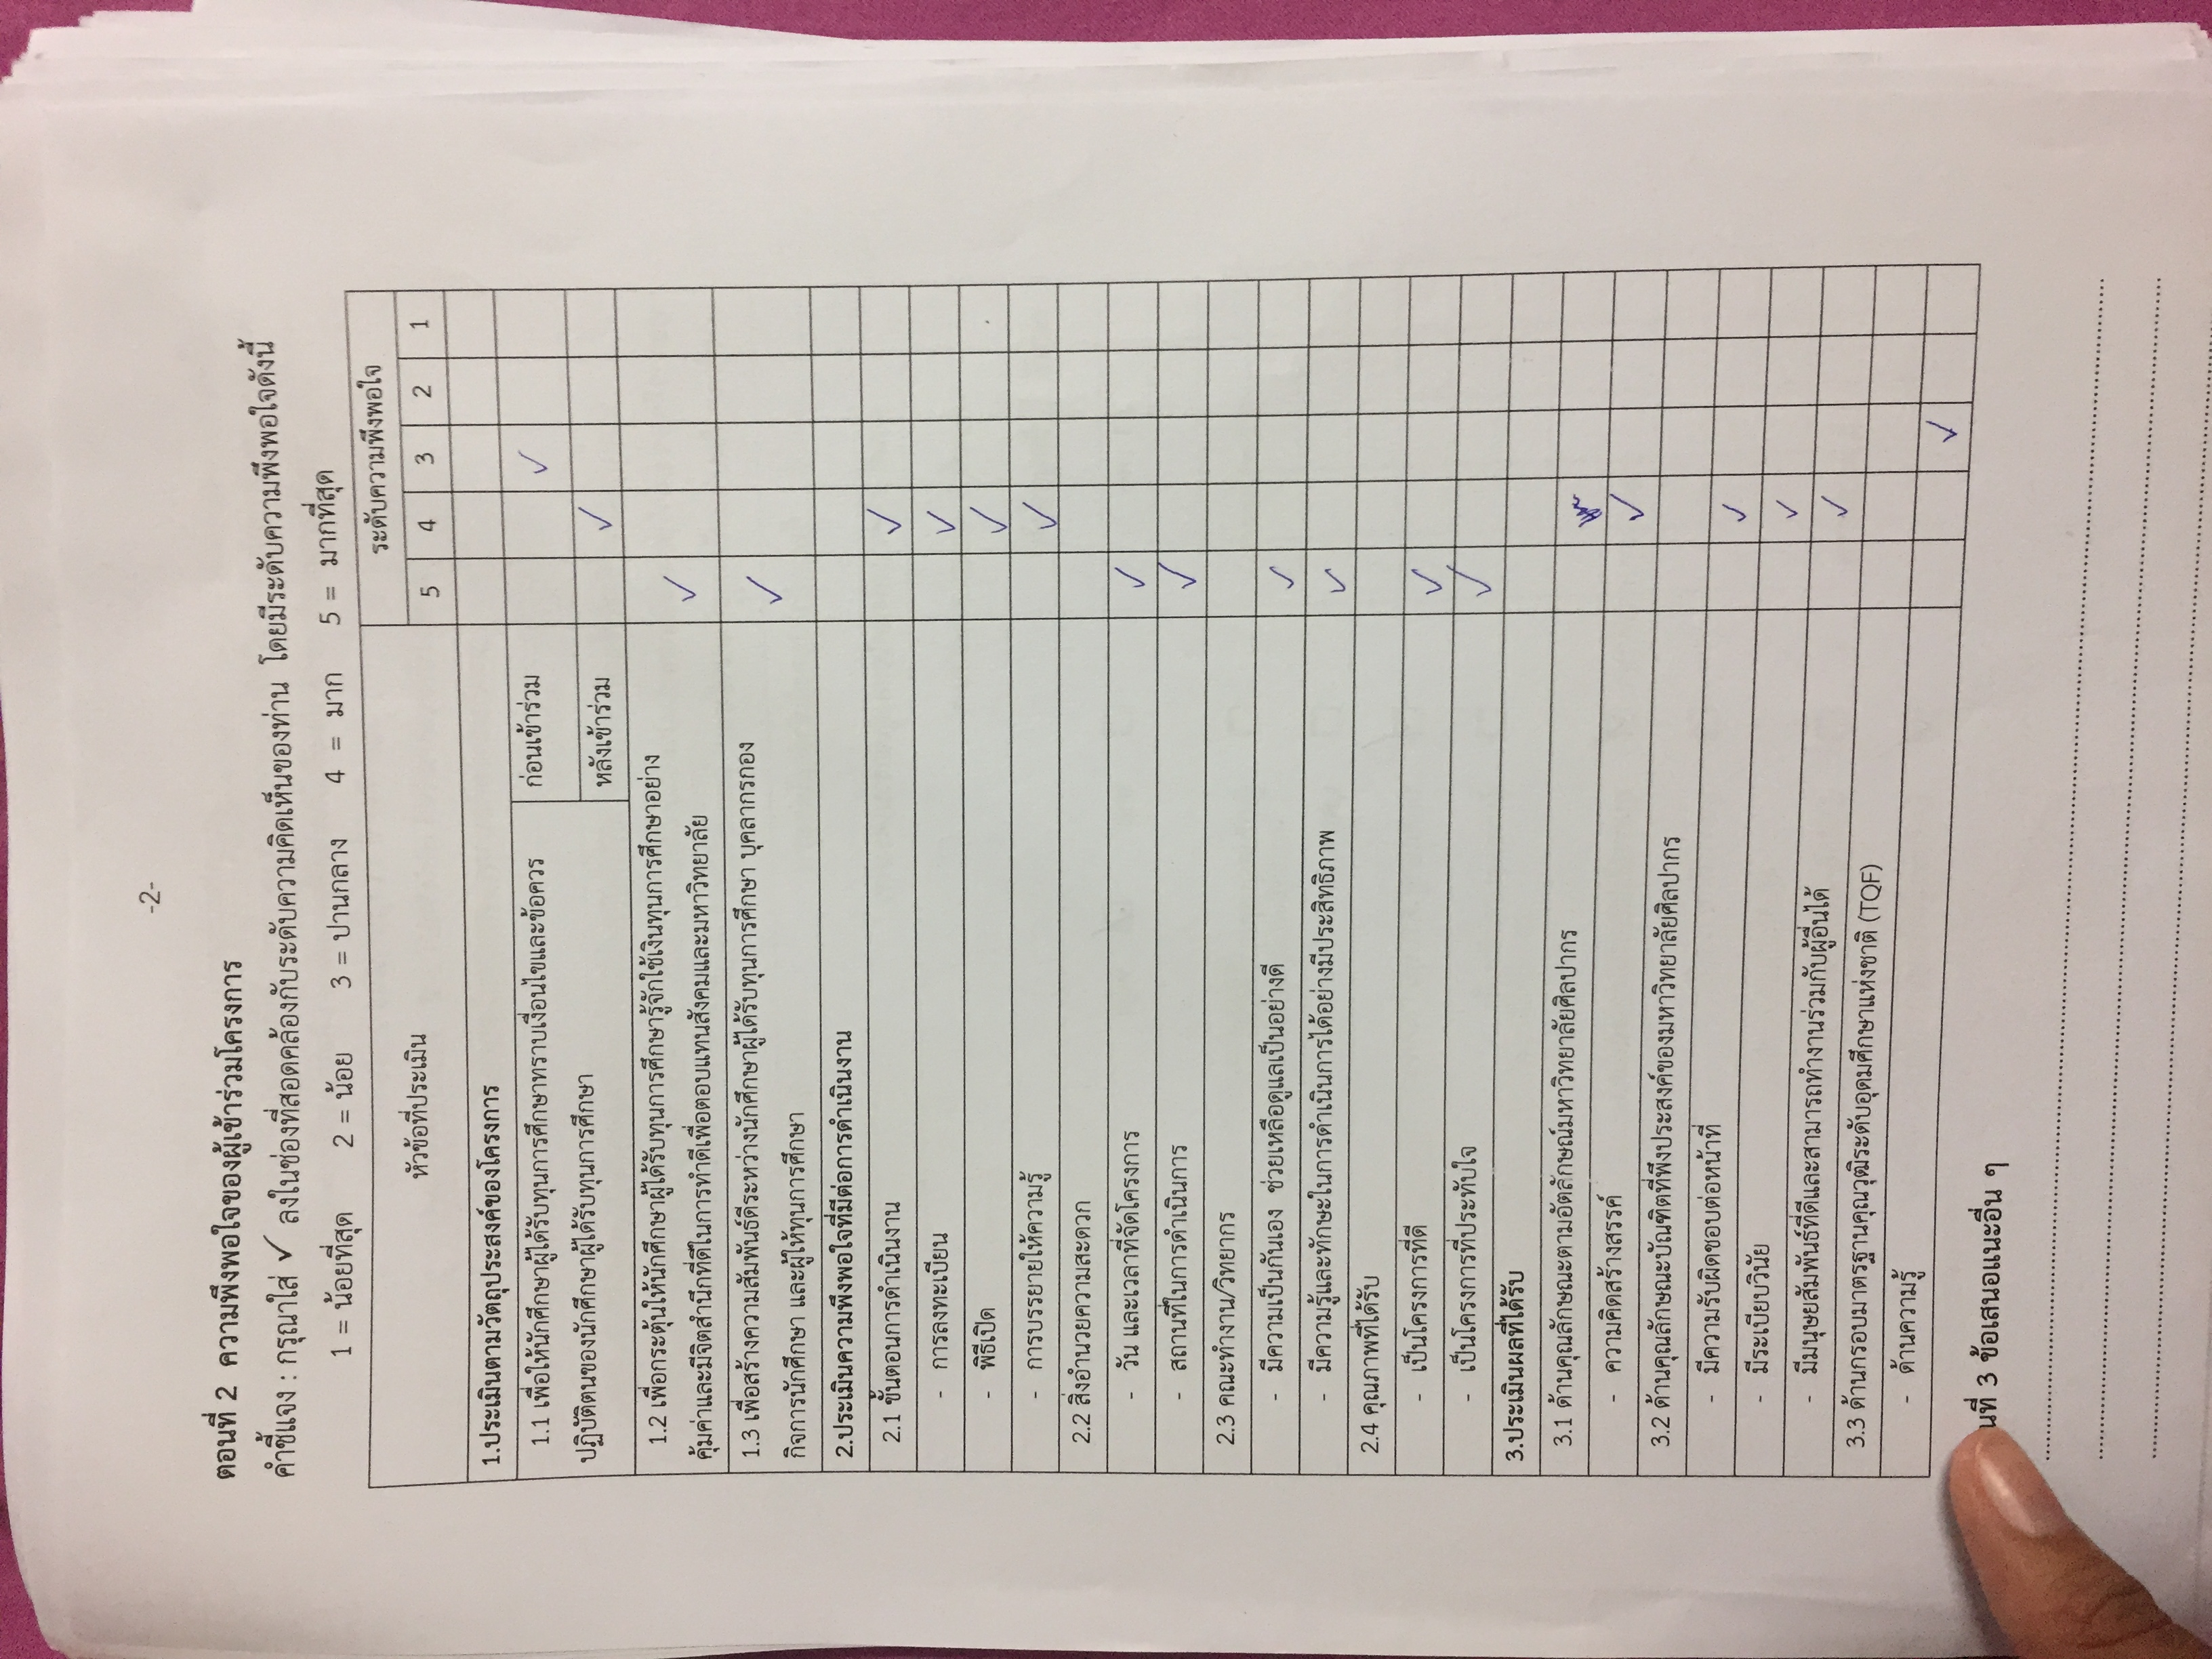 -2-
ตอนที่ 2 ความพึงพอใจของผู้เข้าร่วมโครงการ
คำชี้แจง : กรุณาใส่ ✓ ลงในช่องที่สอดคล้องกับระดับความคิดเห็นของท่าน โดยมีระดับความพึงพอใจดังนี้
1 = น้อยที่สุด 2 = น้อย 3 = ปานกลาง 4 = มาก 5 = มากที่สุด
หัวข้อที่ประเมิน ระดับความพึงพอใจ
5 4 3 2 1
1.ประเมินตามวัตถุประสงค์ของโครงการ
1.1 เพื่อให้นักศึกษาผู้ได้รับทุนการศึกษาทราบเงื่อนไขและข้อควร ก่อนเข้าร่วม ✓
ปฏิบัติตนของนักศึกษาผู้ได้รับทุนการศึกษา หลังเข้าร่วม ✓
1.2 เพื่อกระตุ้นให้นักศึกษาผู้ได้รับทุนการศึกษารู้จักใช้เงินทุนการศึกษาอย่าง
คุ้มค่าและมีจิตสำนึกที่ดีในการทำดีเพื่อตอบแทนสังคมและมหาวิทยาลัย ✓
1.3 เพื่อสร้างความสัมพันธ์ดีระหว่างนักศึกษาผู้ได้รับทุนการศึกษา บุคลากรกอง
กิจการนักศึกษา และผู้ให้ทุนการศึกษา ✓
2.ประเมินความพึงพอใจที่มีต่อการดำเนินงาน
2.1 ขั้นตอนการดำเนินงาน ✓
- การลงทะเบียน ✓
- พิธีเปิด ✓
- การบรรยายให้ความรู้ ✓
2.2 สิ่งอำนวยความสะดวก
- วัน และเวลาที่จัดโครงการ ✓
- สถานที่ในการดำเนินการ ✓
2.3 คณะทำงาน/วิทยากร
- มีความเป็นกันเอง ช่วยเหลือดูแลเป็นอย่างดี ✓
- มีความรู้และทักษะในการดำเนินการได้อย่างมีประสิทธิภาพ ✓
2.4 คุณภาพที่ได้รับ
- เป็นโครงการที่ดี ✓
- เป็นโครงการที่ประทับใจ ✓
3.ประเมินผลที่ได้รับ
3.1 ด้านคุณลักษณะตามอัตลักษณ์มหาวิทยาลัยศิลปากร
- ความคิดสร้างสรรค์ ✓
3.2 ด้านคุณลักษณะบัณฑิตที่พึงประสงค์ของมหาวิทยาลัยศิลปากร
- มีความรับผิดชอบต่อหน้าที่ ✓
- มีระเบียบวินัย ✓
- มีมนุษยสัมพันธ์ที่ดีและสามารถทำงานร่วมกับผู้อื่นได้ ✓
3.3 ด้านกรอบมาตรฐานคุณวุฒิระดับอุดมศึกษาแห่งชาติ (TQF)
- ด้านความรู้ ✓
นที่ 3 ข้อเสนอแนะอื่น ๆ